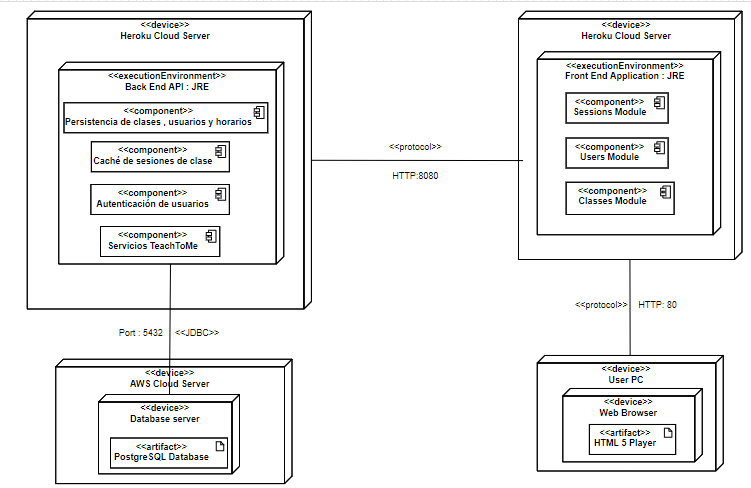 <<device>>
Heroku Cloud Server
<<executionEnvironment>>
Back End API : JRE
<<component>>
Persistencia de clases , usuarios y horarios
<<component>>
Caché de sesiones de clase
<<component>>
Autenticación de usuarios
<<component>>
Servicios TeachToMe
<<protocol>>
HTTP:8080
<<device>>
Heroku Cloud Server
<<executionEnvironment>>
Front End Application : JRE
<<component>>
Sessions Module
<<component>>
Users Module
<<component>>
Classes Module
Port : 5432 <<JDBC>>
<<protocol>> HTTP: 80
<<device>>
AWS Cloud Server
<<device>>
Database server
<<artifact>>
PostgreSQL Database
<<device>>
User PC
<<device>>
Web Browser
<<artifact>>
HTML 5 Player